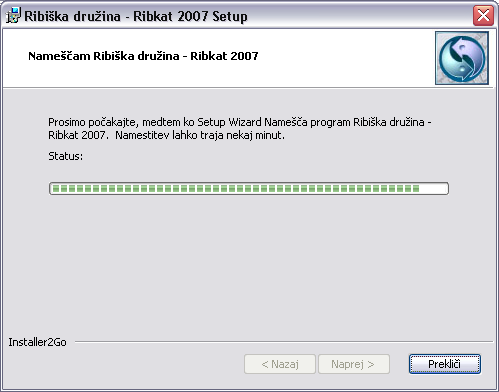 Ribiška družina - Ribkat 2007 Setup
Nameščam Ribiška družina - Ribkat 2007
Prosimo počakajte, medtem ko Setup Wizard Namešča program Ribiška družina -
Ribkat 2007.  Namestitev lahko traja nekaj minut.
Status:
Installer2Go
< Nazaj
Naprej >
Prekliči